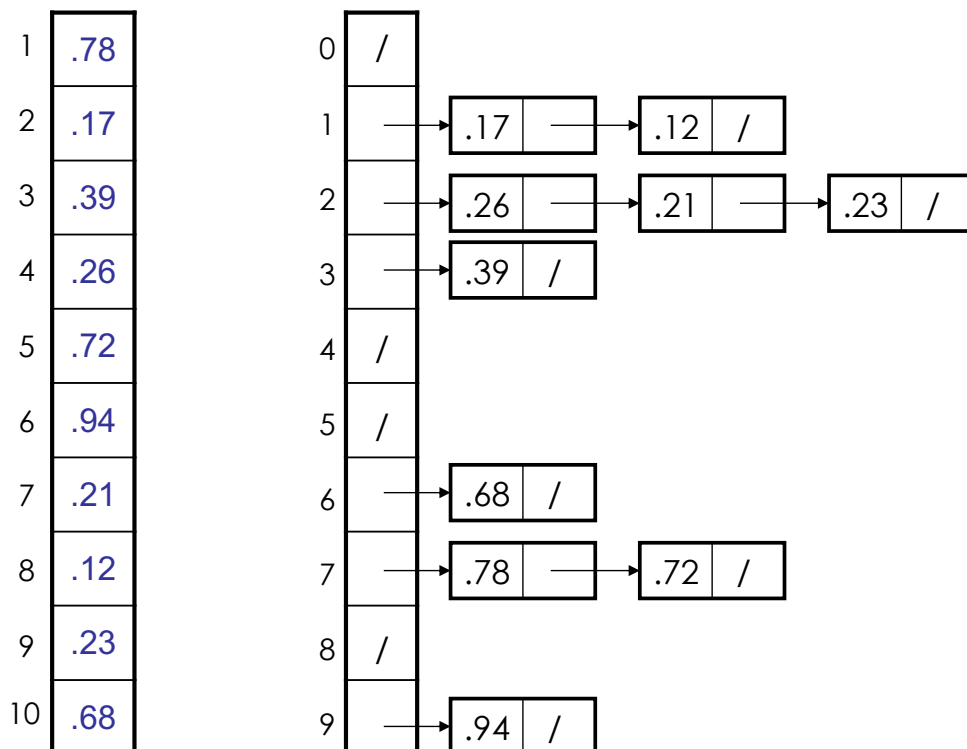 1 .78 0 /
2 .17 1 .17 .12 /
3 .39 2 .26 .21 .23 /
4 .26 3 .39 /
5 .72 4 /
6 .94 5 /
7 .21 6 .68 /
8 .12 7 .78 .72 /
9 .23 8 /
10 .68 9 .94 /